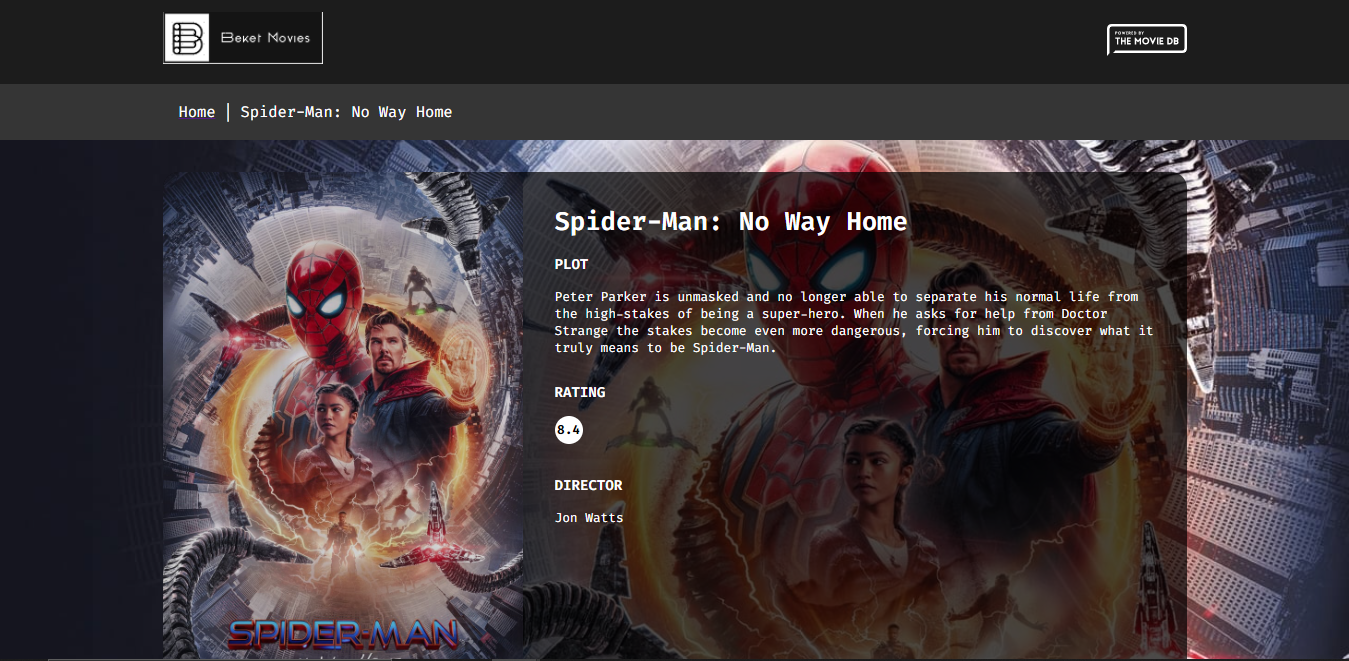 Beket Movies
POWERED BY
THE MOVIE DB
Home | Spider-Man: No Way Home
Spider-Man: No Way Home
PLOT
Peter Parker is unmasked and no longer able to separate his normal life from
the high-stakes of being a super-hero. When he asks for help from Doctor
Strange the stakes become even more dangerous, forcing him to discover what it
truly means to be Spider-Man.
RATING
8.4
DIRECTOR
Jon Watts
SPIDER-MAN